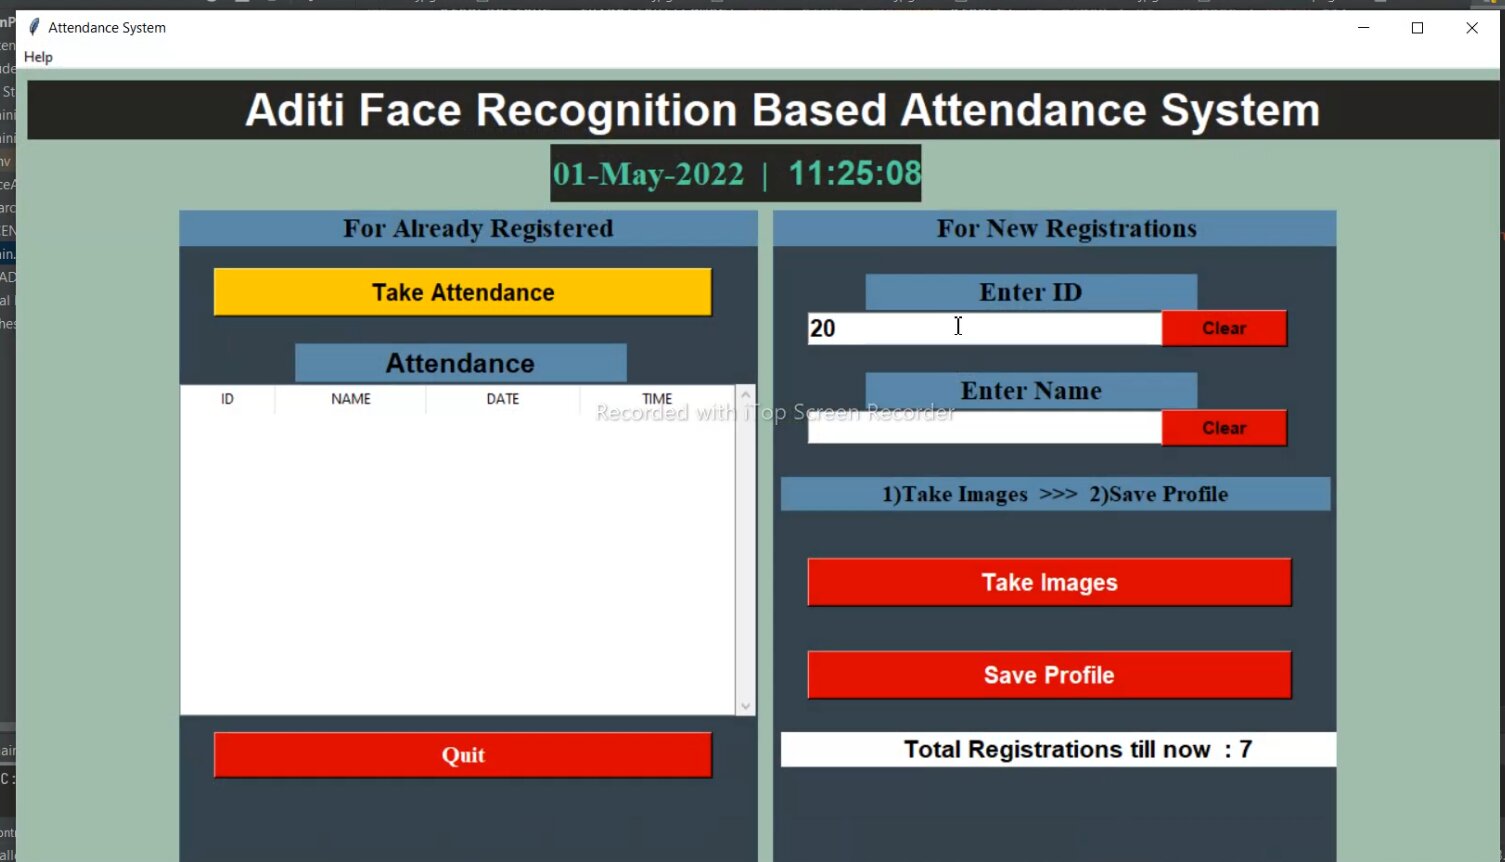 Attendance System
Help
Aditi Face Recognition Based Attendance System
01-May-2022 | 11:25:08
For Already Registered
Take Attendance
Attendance
ID NAME DATE TIME
Quit
For New Registrations
Enter ID
20 Clear
Enter Name
Clear
1)Take Images >>> 2)Save Profile
Take Images
Save Profile
Total Registrations till now : 7
Recorded with iTop Screen Recorder